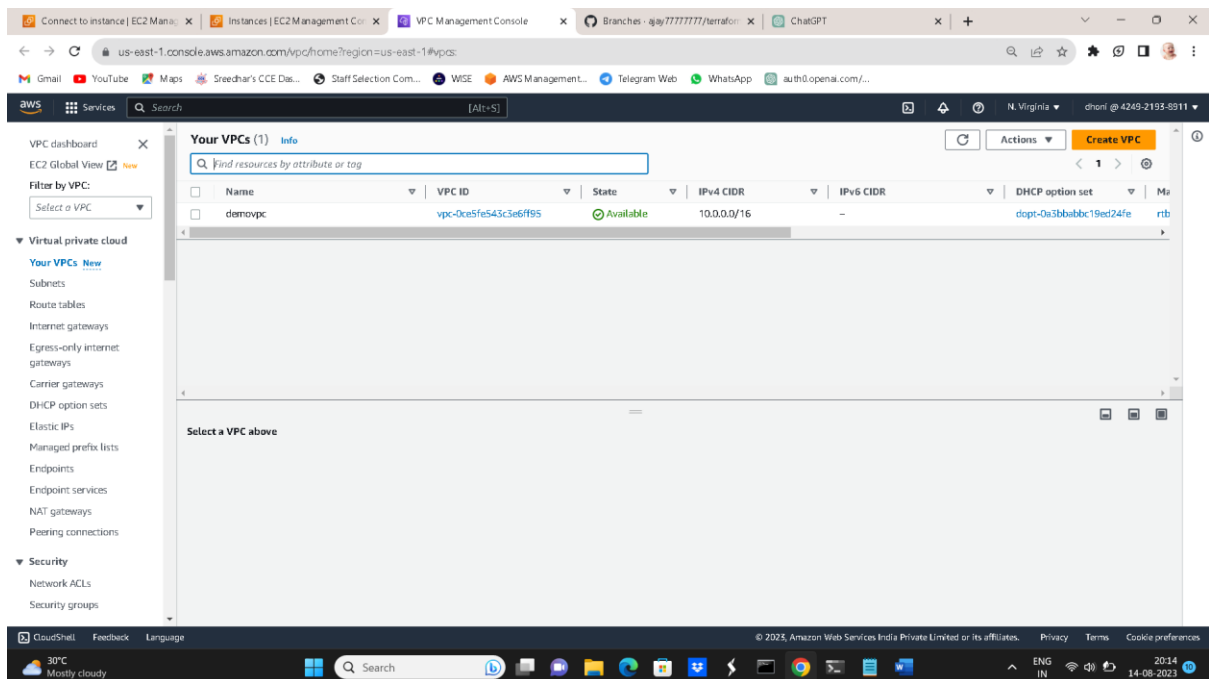 Connect to instance | EC2 Manag
Instances | EC2 Management Con
VPC Management Console
Branches · ajay77777777/terraform
ChatGPT
us-east-1.console.aws.amazon.com/vpc/home?region=us-east-1#vpcs:
Gmail YouTube Maps Sreedhar's CCE Das... Staff Selection Com... WISE AWS Management... Telegram Web WhatsApp auth0.openai.com/...
aws Services Search [Alt+S] N. Virginia dhoni @ 4249-2193-8911
VPC dashboard
EC2 Global View New
Filter by VPC:
Select a VPC
Virtual private cloud
Your VPCs New
Subnets
Route tables
Internet gateways
Egress-only internet
gateways
Carrier gateways
DHCP option sets
Elastic IPs
Managed prefix lists
Endpoints
Endpoint services
NAT gateways
Peering connections
Security
Network ACLs
Security groups
Your VPCs (1) Info
Actions Create VPC
Find resources by attribute or tag
1
Name VPC ID State IPv4 CIDR IPv6 CIDR DHCP option set Ma
demovpc vpc-0ce5fe543c3e6ff95 Available 10.0.0.0/16 – dopt-0a3bbabbc19ed24fe rtb
Select a VPC above
CloudShell Feedback Language © 2023, Amazon Web Services India Private Limited or its affiliates. Privacy Terms Cookie preferences
30°C
Mostly cloudy
Search
ENG
IN
20:14
14-08-2023
10